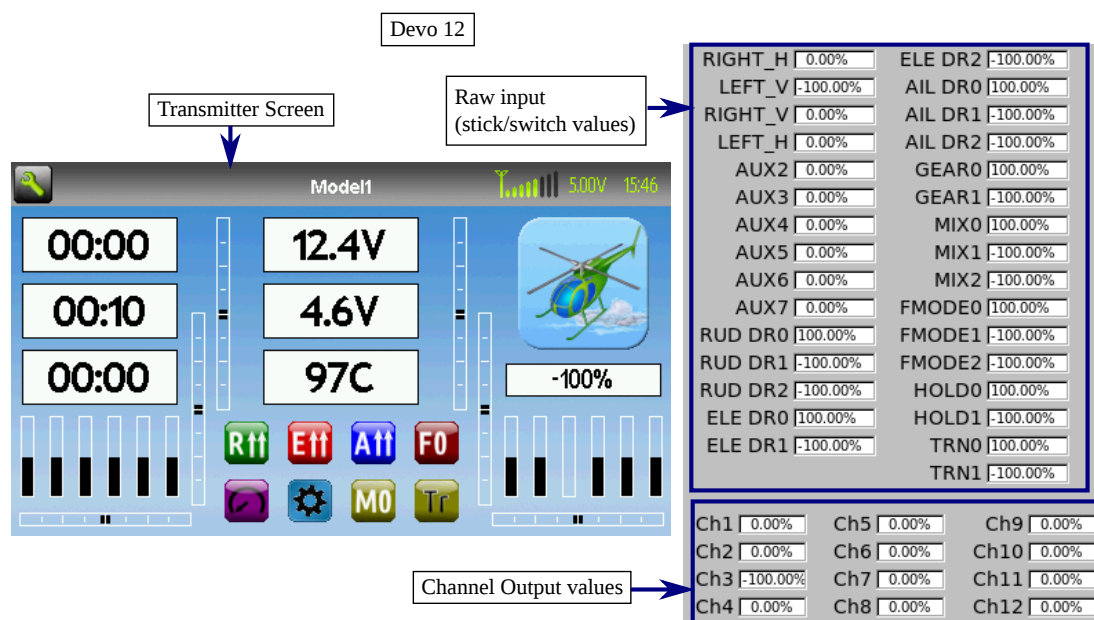 Devo 12
Transmitter Screen
Raw input
(stick/switch values)
Model1
5.00V 15:46
00:00
12.4V
00:10
4.6V
00:00
97C
-100%
R
E
A
F0
M0
Tr
RIGHT_H 0.00% ELE DR2 -100.00%
LEFT_V -100.00% AIL DR0 100.00%
RIGHT_V 0.00% AIL DR1 -100.00%
LEFT_H 0.00% AIL DR2 -100.00%
AUX2 0.00% GEAR0 100.00%
AUX3 0.00% GEAR1 -100.00%
AUX4 0.00% MIX0 100.00%
AUX5 0.00% MIX1 -100.00%
AUX6 0.00% MIX2 -100.00%
AUX7 0.00% FMODE0 100.00%
RUD DR0 100.00% FMODE1 -100.00%
RUD DR1 -100.00% FMODE2 -100.00%
RUD DR2 -100.00% HOLD0 100.00%
ELE DR0 100.00% HOLD1 -100.00%
ELE DR1 -100.00% TRN0 100.00%
TRN1 -100.00%
Channel Output values
Ch1 0.00% Ch5 0.00% Ch9 0.00%
Ch2 0.00% Ch6 0.00% Ch10 0.00%
Ch3 -100.00% Ch7 0.00% Ch11 0.00%
Ch4 0.00% Ch8 0.00% Ch12 0.00%